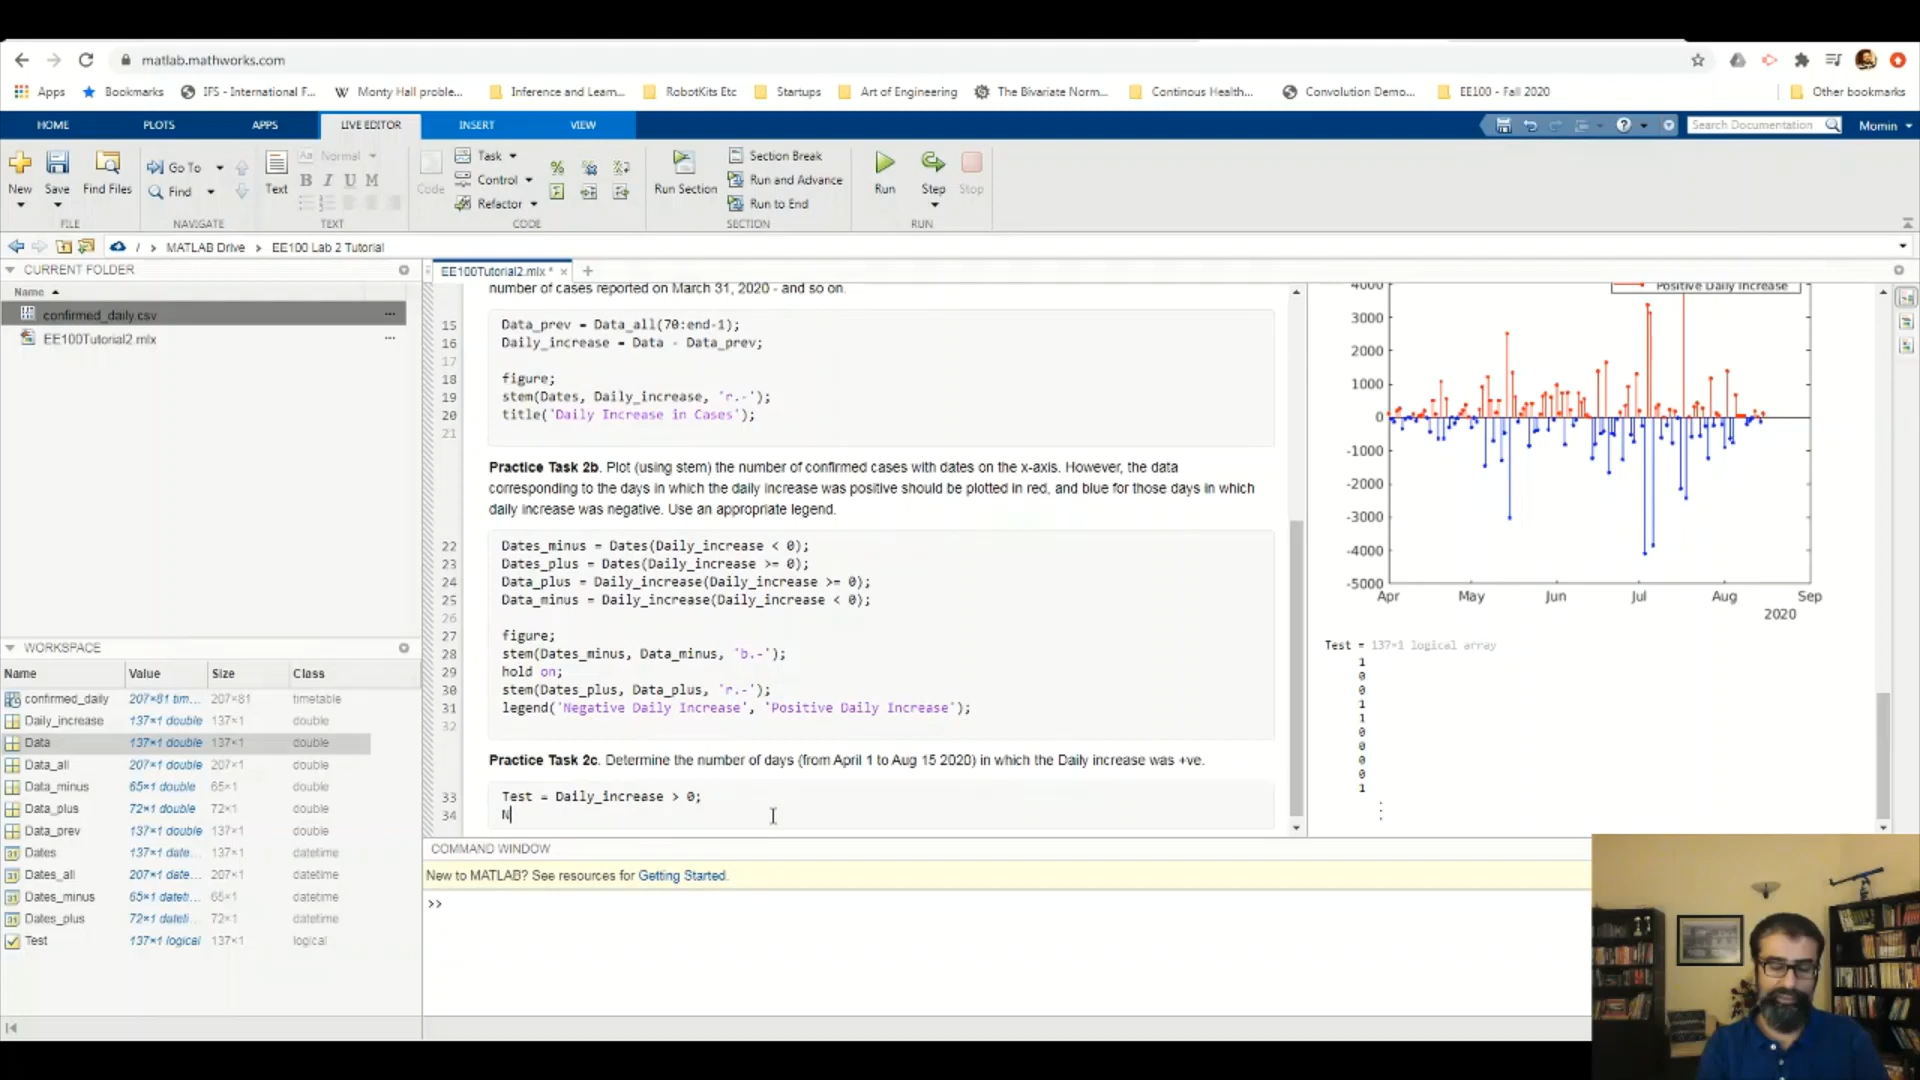 matlab.mathworks.com
Apps Bookmarks IFS - International F... Monty Hall proble... Inference and Learn... RobotKits Etc Startups Art of Engineering The Bivariate Norm... Continous Health... Convolution Demo... EE100 - Fall 2020 Other bookmarks
HOME PLOTS APPS LIVE EDITOR INSERT VIEW Search Documentation Momin
New Save Find Files Go To Find Text Aa Normal B I U M Code Task Control Refactor Run Section Section Break Run and Advance Run to End Run Step Stop
FILE NAVIGATE TEXT CODE SECTION RUN
/ > MATLAB Drive > EE100 Lab 2 Tutorial
CURRENT FOLDER
Name
confirmed_daily.csv
EE100Tutorial2.mlx
WORKSPACE
Name Value Size Class
confirmed_daily 207×81 tim... 207×81 timetable
Daily_increase 137×1 double 137×1 double
Data 137×1 double 137×1 double
Data_all 207×1 double 207×1 double
Data_minus 65×1 double 65×1 double
Data_plus 72×1 double 72×1 double
Data_prev 137×1 double 137×1 double
Dates 137×1 date... 137×1 datetime
Dates_all 207×1 date... 207×1 datetime
Dates_minus 65×1 dateti... 65×1 datetime
Dates_plus 72×1 dateti... 72×1 datetime
Test 137×1 logical 137×1 logical
EE100Tutorial2.mlx * × +
number of cases reported on March 31, 2020 - and so on.
15 Data_prev = Data_all(70:end-1);
16 Daily_increase = Data - Data_prev;
17
18 figure;
19 stem(Dates, Daily_increase, 'r.-');
20 title('Daily Increase in Cases');
21
Practice Task 2b. Plot (using stem) the number of confirmed cases with dates on the x-axis. However, the data
corresponding to the days in which the daily increase was positive should be plotted in red, and blue for those days in which
daily increase was negative. Use an appropriate legend.
22 Dates_minus = Dates(Daily_increase < 0);
23 Dates_plus = Dates(Daily_increase >= 0);
24 Data_plus = Daily_increase(Daily_increase >= 0);
25 Data_minus = Daily_increase(Daily_increase < 0);
26
27 figure;
28 stem(Dates_minus, Data_minus, 'b.-');
29 hold on;
30 stem(Dates_plus, Data_plus, 'r.-');
31 legend('Negative Daily Increase', 'Positive Daily Increase');
32
Practice Task 2c. Determine the number of days (from April 1 to Aug 15 2020) in which the Daily increase was +ve.
33 Test = Daily_increase > 0;
34 N
COMMAND WINDOW
New to MATLAB? See resources for Getting Started.
>>
Positive Daily Increase
4000
3000
2000
1000
0
-1000
-2000
-3000
-4000
-5000
Apr May Jun Jul Aug Sep
2020
Test = 137×1 logical array
1
0
0
1
1
0
0
0
0
1